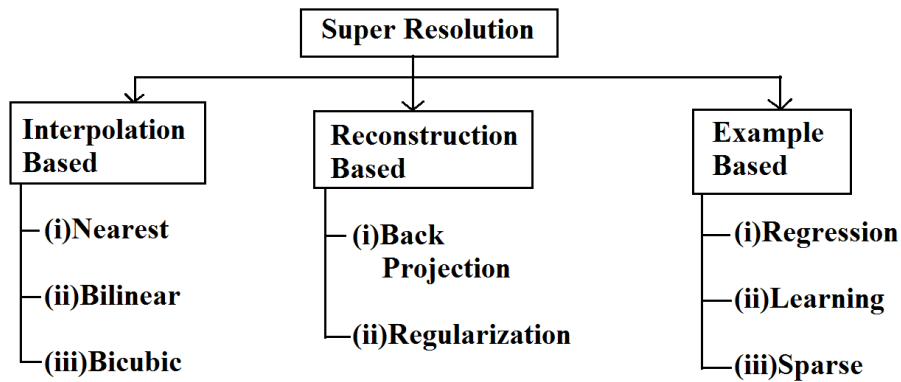 Super Resolution
Interpolation
Based
(i)Nearest
(ii)Bilinear
(iii)Bicubic
Reconstruction
Based
(i)Back
Projection
(ii)Regularization
Example
Based
(i)Regression
(ii)Learning
(iii)Sparse